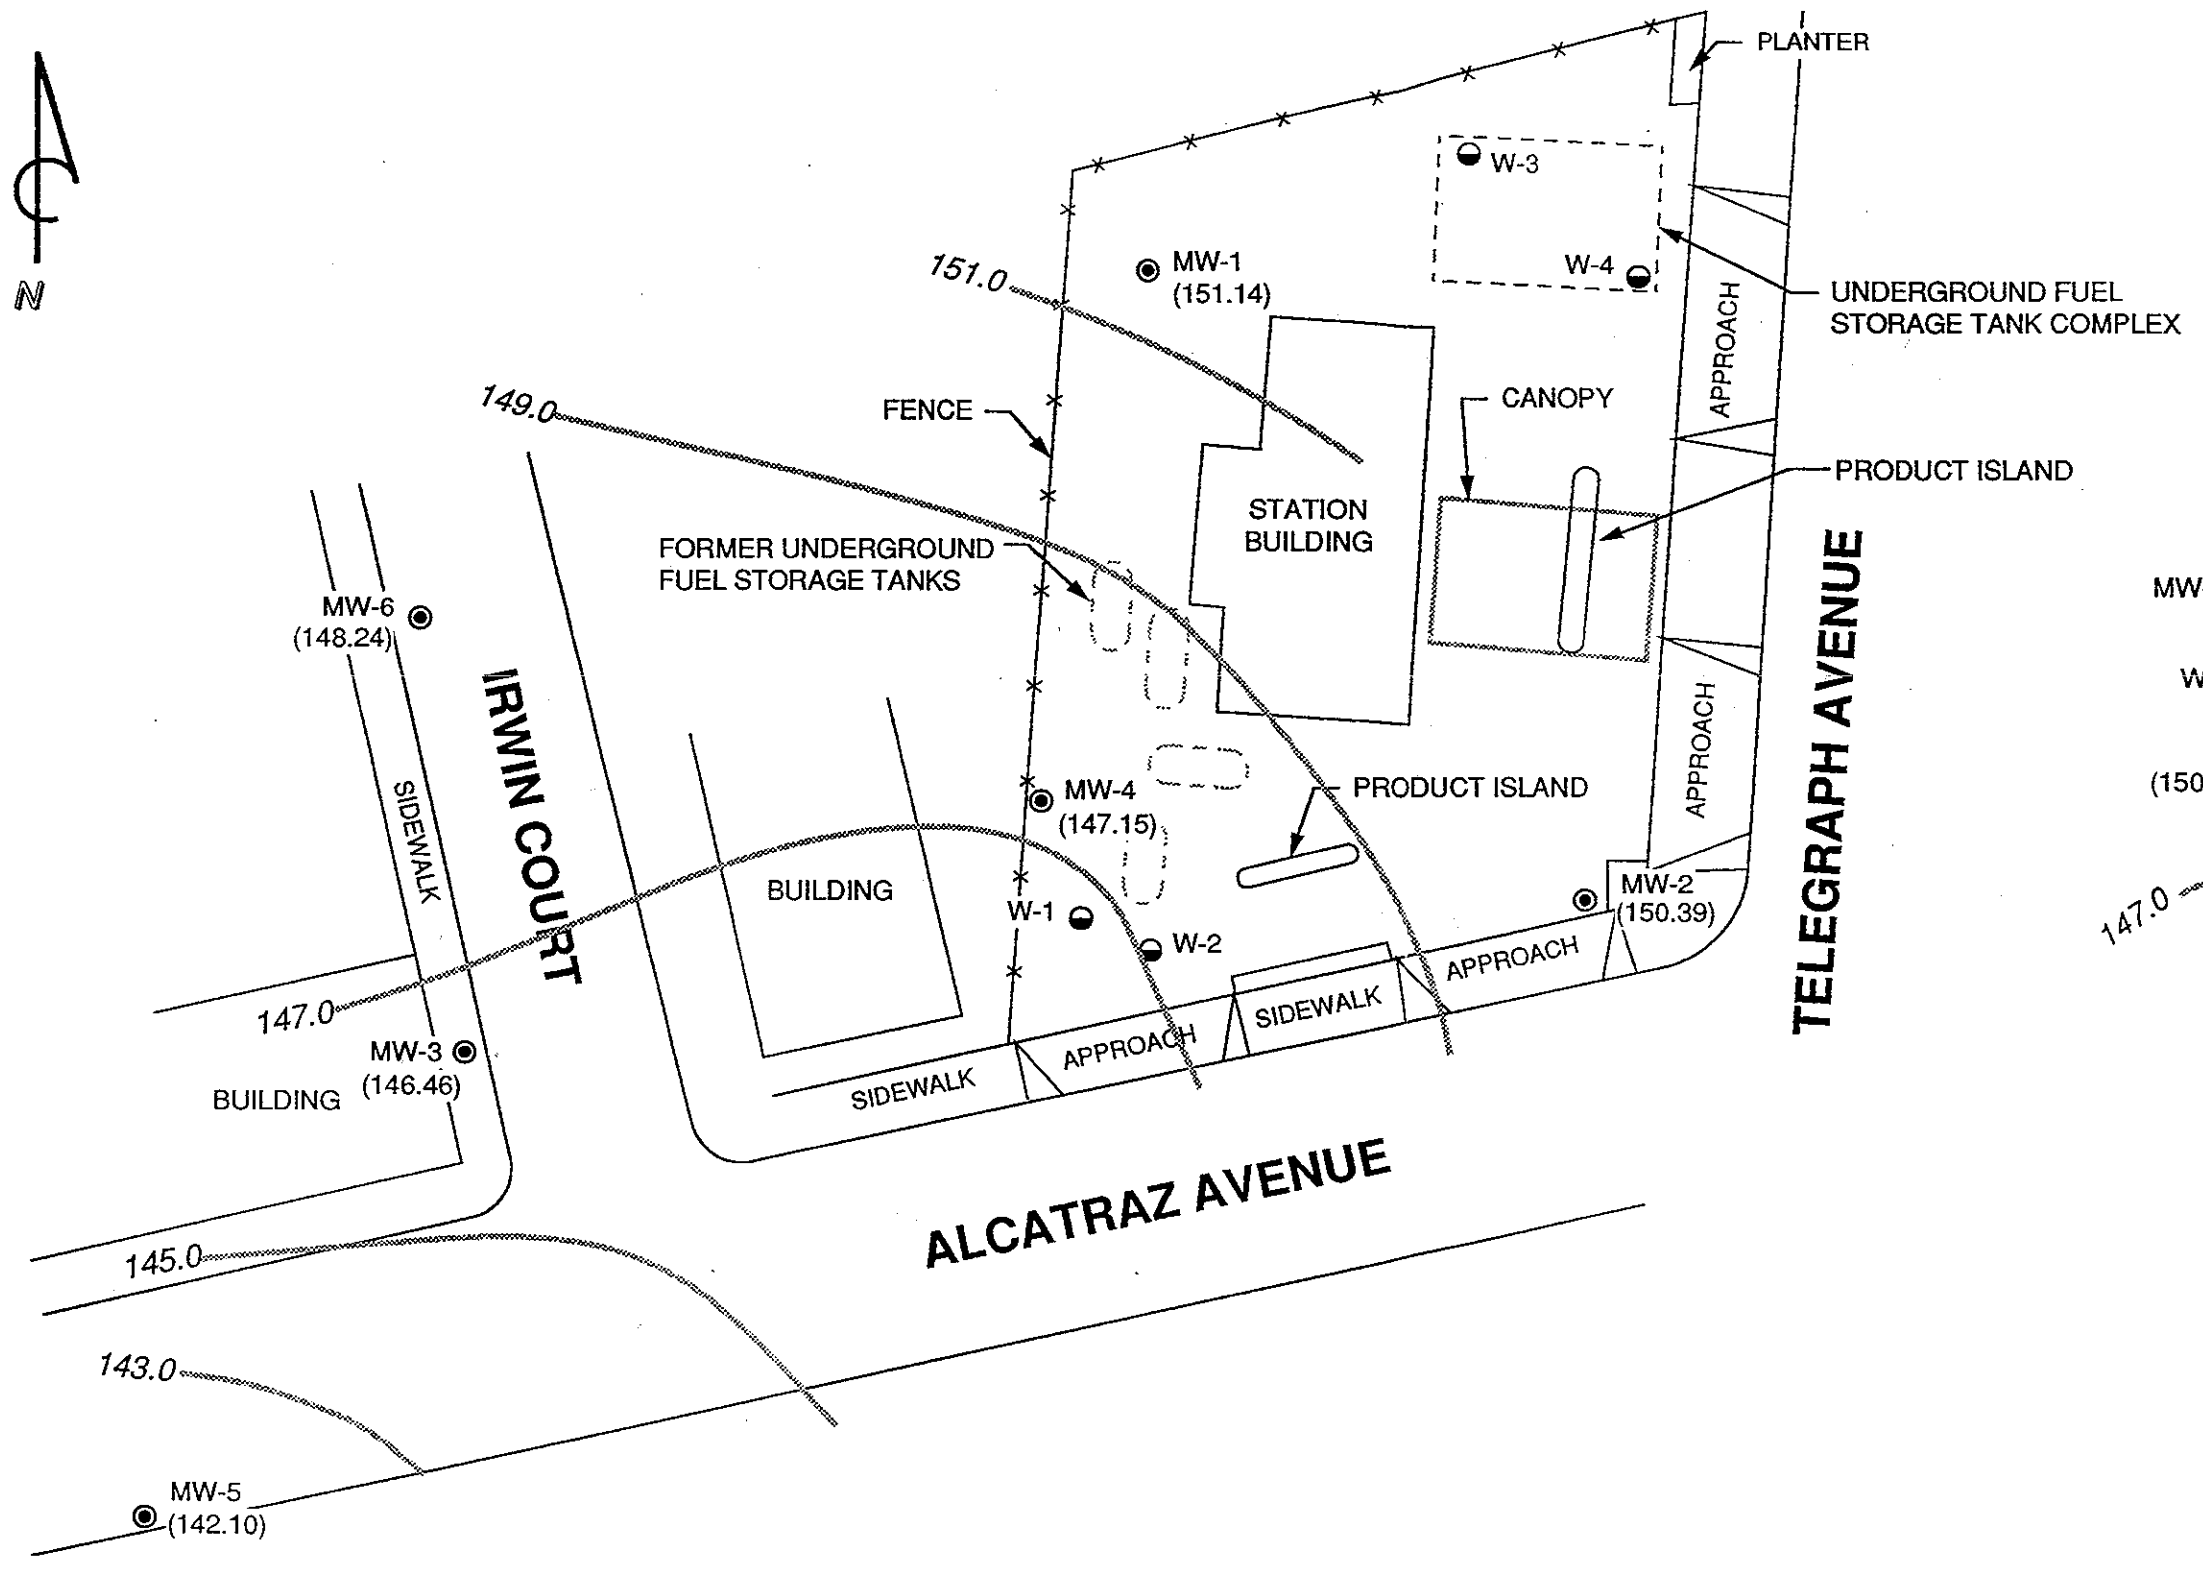 PLANTER
W-3
W-4
151.0
MW-1
(151.14)
UNDERGROUND FUEL
STORAGE TANK COMPLEX
APPROACH
N
149.0
FENCE
CANOPY
PRODUCT ISLAND
STATION
BUILDING
FORMER UNDERGROUND
FUEL STORAGE TANKS
MW-6
(148.24)
IRWIN COURT
SIDEWALK
TELEGRAPH AVENUE
MW-
W
(150
147.0
APPROACH
MW-4
(147.15)
PRODUCT ISLAND
BUILDING
W-1
W-2
MW-2
(150.39)
APPROACH
SIDEWALK
APPROACH
SIDEWALK
147.0
MW-3
(146.46)
BUILDING
ALCATRAZ AVENUE
145.0
143.0
MW-5
(142.10)